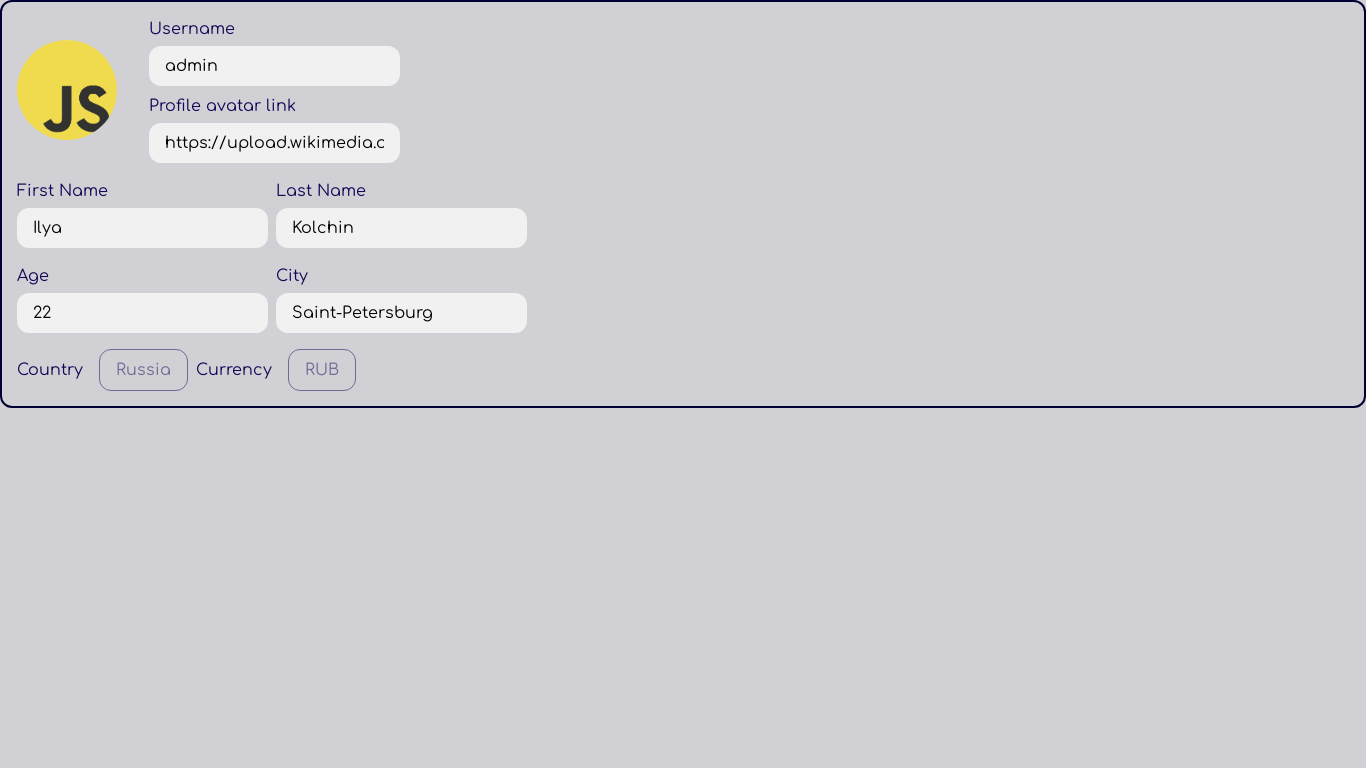 JS
Username
admin
Profile avatar link
https://upload.wikimedia.c
First Name Last Name
Ilya Kolchin
Age City
22 Saint-Petersburg
Country Russia Currency RUB